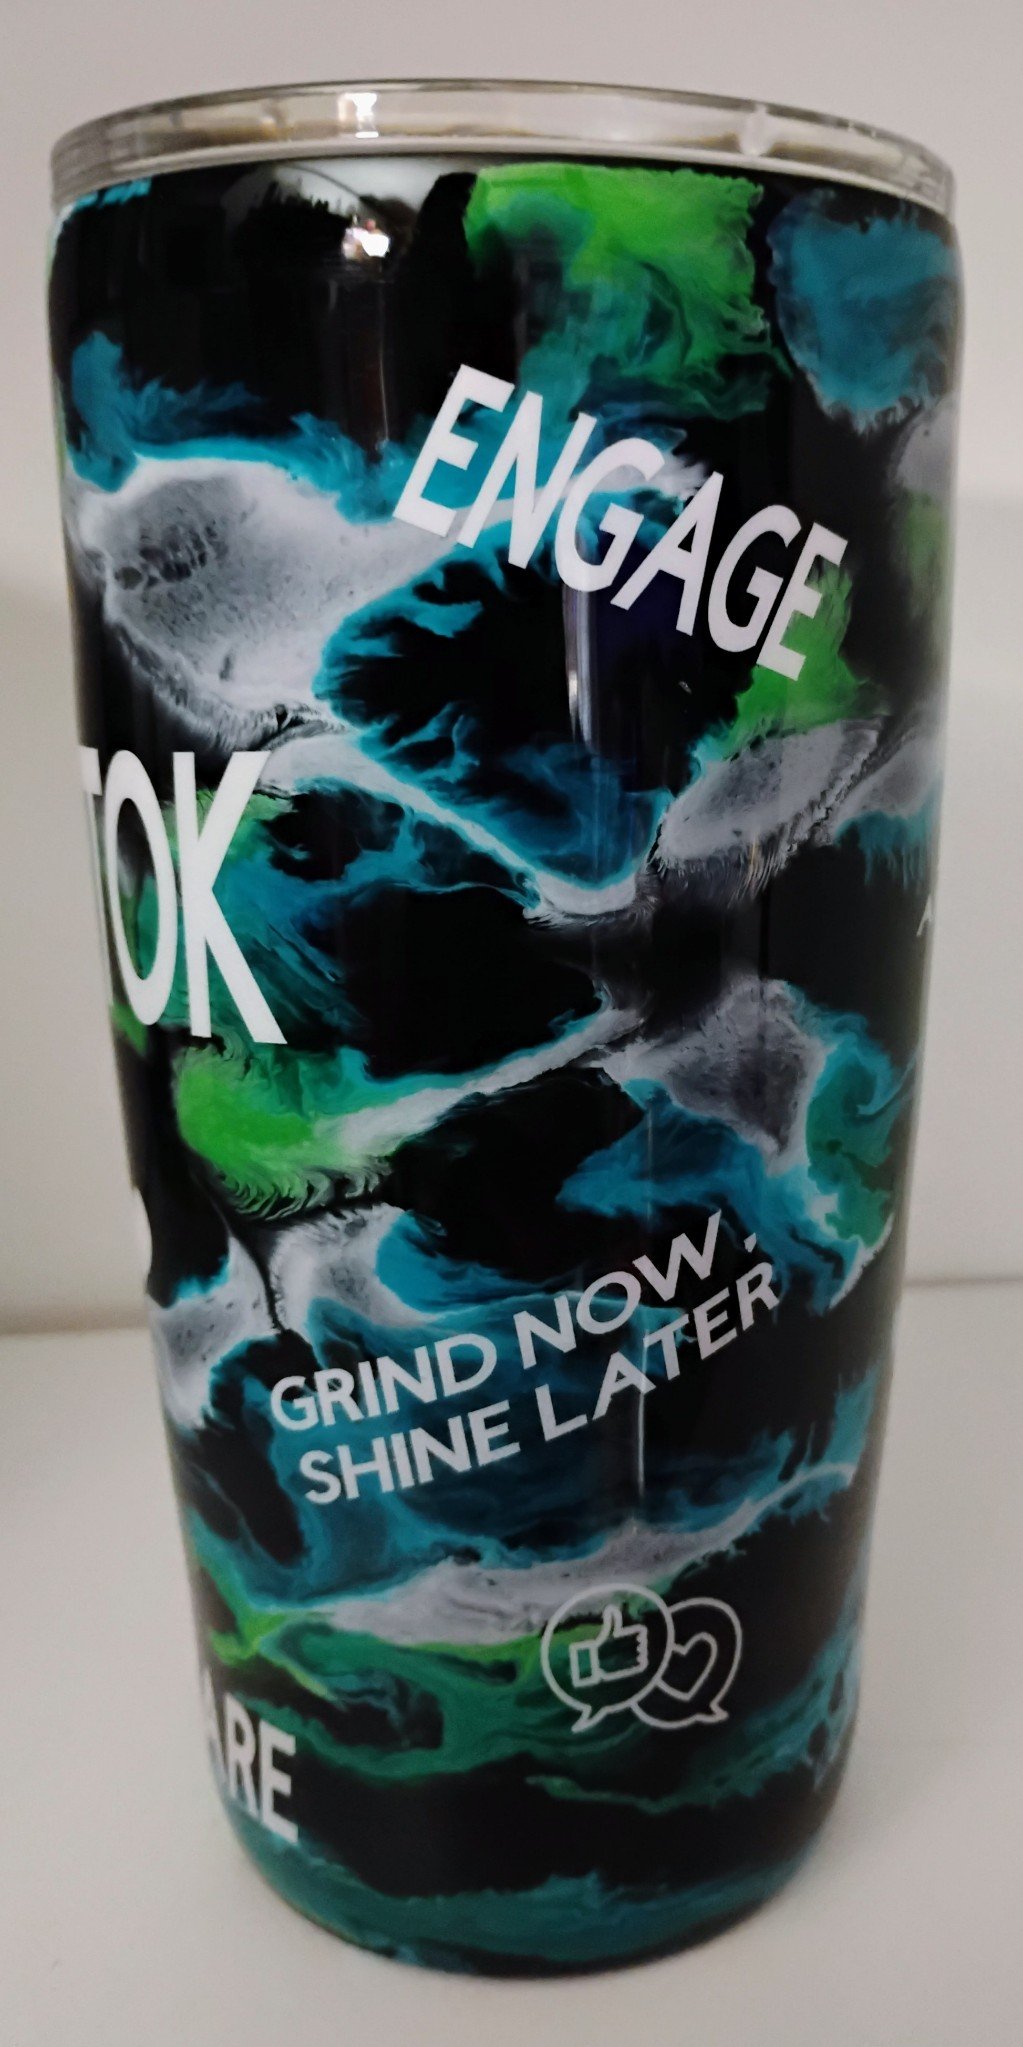 ENGAGE
TOK
GRIND NOW.
SHINE LATER
ARE